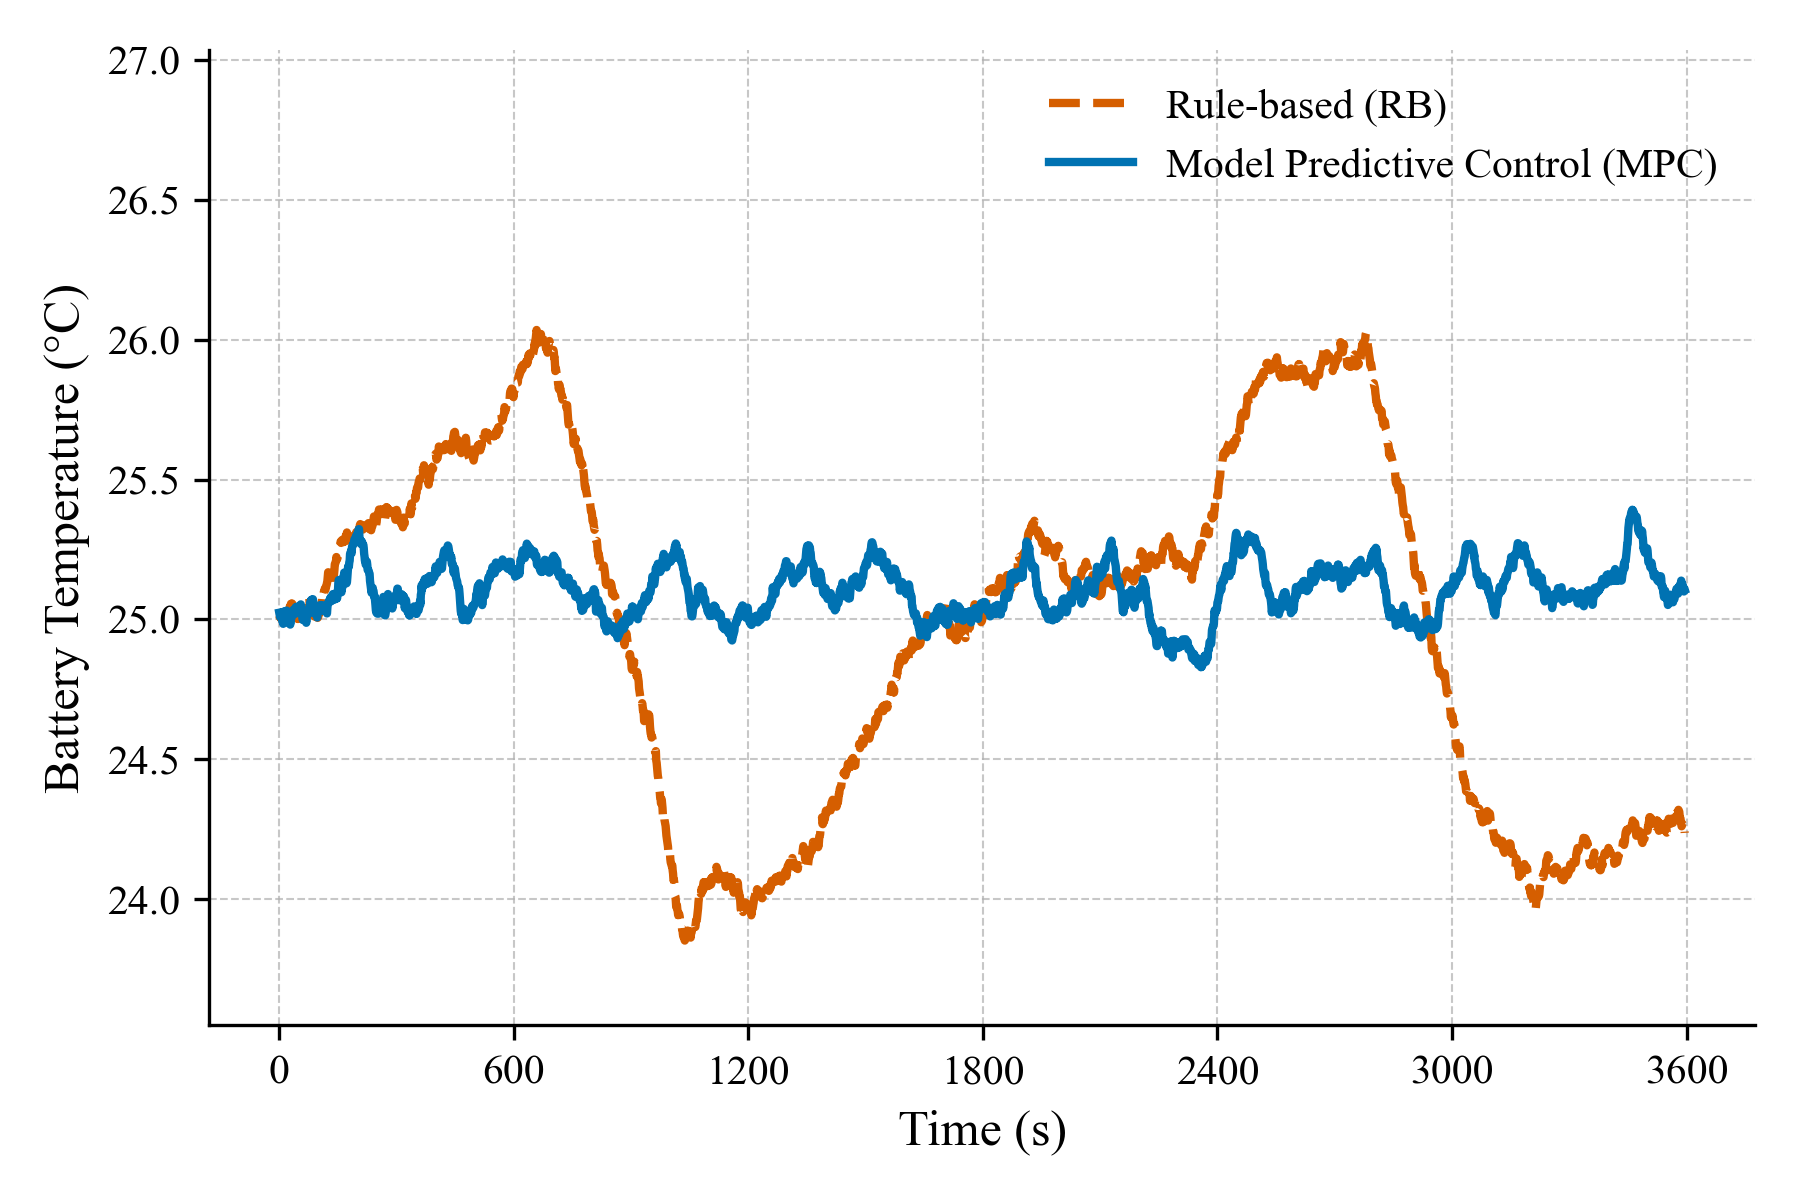 27.0
26.5
26.0
25.5
25.0
24.5
24.0
Battery Temperature (°C)
Rule-based (RB)
Model Predictive Control (MPC)
0 600 1200 1800 2400 3000 3600
Time (s)